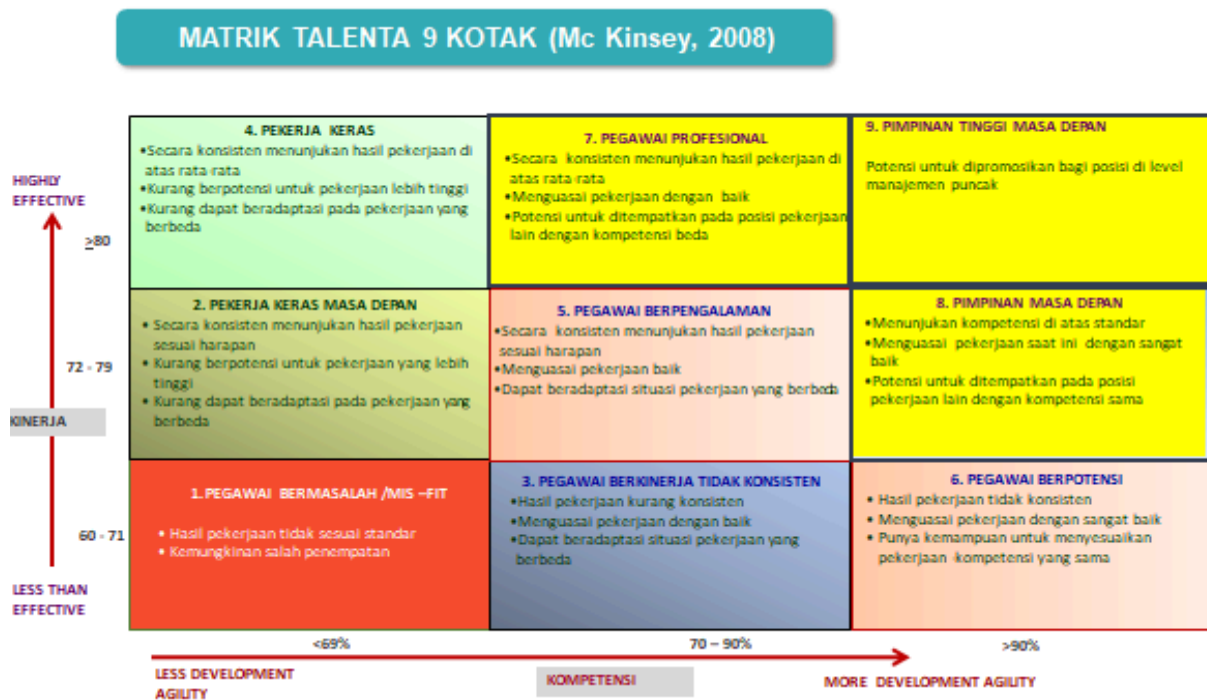 MATRIK TALENTA 9 KOTAK (Mc Kinsey, 2008)
HIGHLY
EFFECTIVE
≥80
72 - 79
KINERJA
60 - 71
LESS THAN
EFFECTIVE
4. PEKERJA KERAS
•Secara konsisten menunjukan hasil pekerjaan di
atas rata rata
•Kurang berpotensi untuk pekerjaan lebih tinggi
•Kurang dapat beradaptasi pada pekerjaan yang
berbeda
7. PEGAWAI PROFESIONAL
•Secara konsisten menunjukan hasil pekerjaan di
atas rata rata
•Menguasai pekerjaan dengan baik
•Potensi untuk ditempatkan pada posisi pekerjaan
lain dengan kompetensi beda
9. PIMPINAN TINGGI MASA DEPAN
Potensi untuk dipromosikan bagi posisi di level
manajemen puncak
2. PEKERJA KERAS MASA DEPAN
• Secara konsisten menunjukan hasil pekerjaan
sesuai harapan
• Kurang berpotensi untuk pekerjaan yang lebih
tinggi
• Kurang dapat beradaptasi pada pekerjaan yang
berbeda
5. PEGAWAI BERPENGALAMAN
•Secara konsisten menunjukan hasil pekerjaan
sesuai harapan
•Menguasai pekerjaan baik
•Dapat beradaptasi situasi pekerjaan yang berbeda
8. PIMPINAN MASA DEPAN
•Menunjukan kompetensi di atas standar
•Menguasai pekerjaan saat ini dengan sangat
baik
•Potensi untuk ditempatkan pada posisi
pekerjaan lain dengan kompetensi sama
1. PEGAWAI BERMASALAH /MIS –FIT
• Hasil pekerjaan tidak sesuai standar
• Kemungkinan salah penempatan
3. PEGAWAI BERKINERJA TIDAK KONSISTEN
•Hasil pekerjaan kurang konsisten
•Menguasai pekerjaan dengan baik
•Dapat beradaptasi situasi pekerjaan yang
berbeda
6. PEGAWAI BERPOTENSI
• Hasil pekerjaan tidak konsisten
• Menguasai pekerjaan dengan sangat baik
• Punya kemampuan untuk menyesuaikan
pekerjaan kompetensi yang sama
<69%
70 – 90%
>90%
LESS DEVELOPMENT
AGILITY
KOMPETENSI
MORE DEVELOPMENT AGILITY